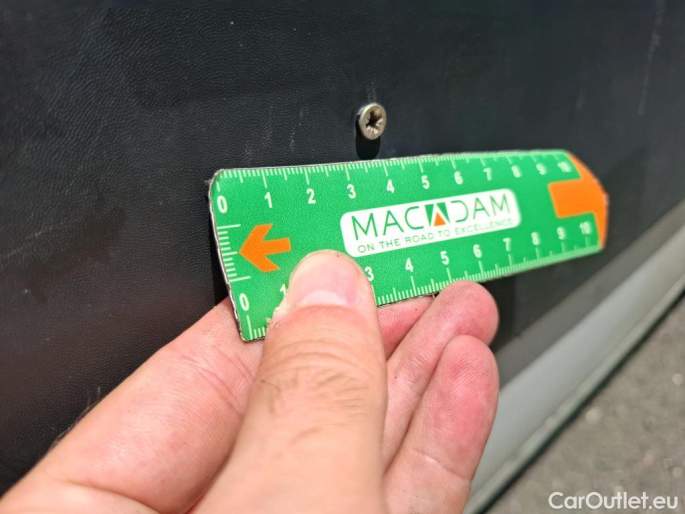 0 1 2 3 4 5 6 7 8 9 10
MACADAM
ON THE ROAD TO EXCELLENCE
0 1 3 4 5 6 7 8 9 10
CarOutlet.eu